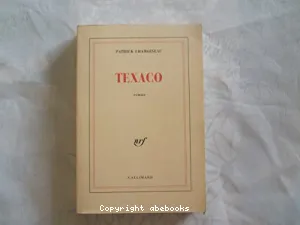 PATRICK CHAMOISEAU
TEXACO
roman
nrf
GALLIMARD
Copyright @ abebooks